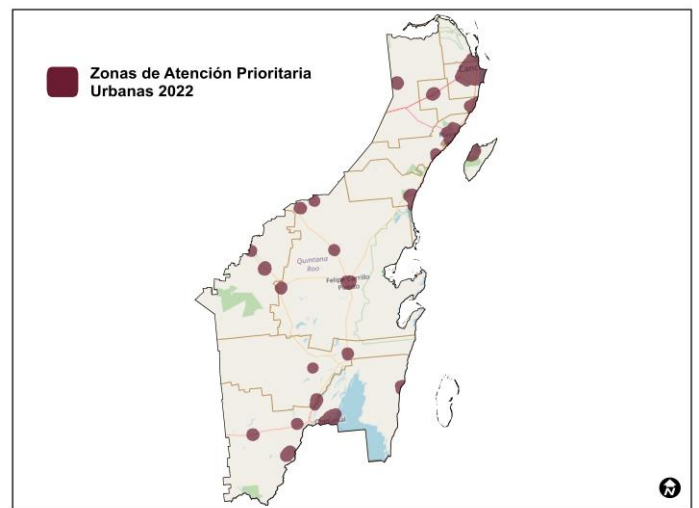 Zonas de Atención Prioritaria
Urbanas 2022
Quintana
Roo
Felipe Carrillo
Puerto
N